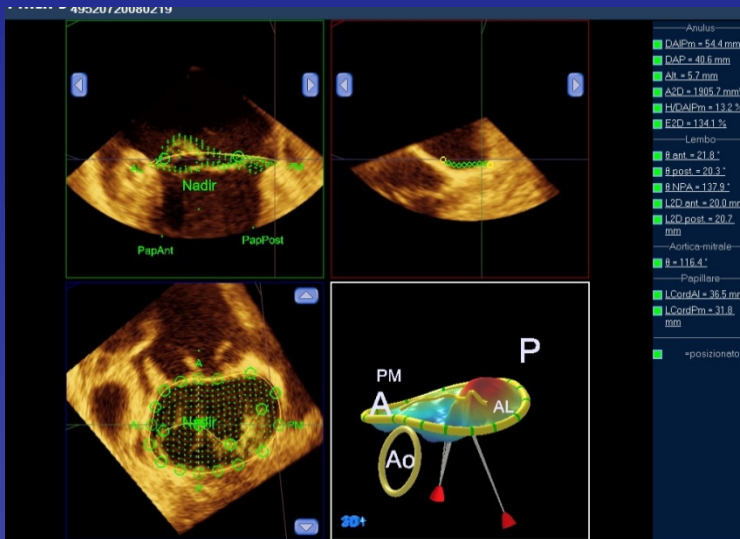 49520720080219
Nadir
PM
PapAnt
PapPost
A
Nadir
PM
P
PM
A
AL
Ao
3D+
Anulus
DAlPm = 54.4 mm
DAP = 40.6 mm
Alt. = 5.7 mm
A2D = 1905.7 mm²
H/DAlPm = 13.2 %
E2D = 134.1 %
Lembo
θ ant. = 21.8 °
θ post. = 20.3 °
θ NPA = 137.9 °
L2D ant. = 20.0 mm
L2D post. = 20.7
mm
Aortica-mitrale
θ = 116.4 °
Papillare
LCordAl = 36.5 mm
LCordPm = 31.8
mm
=posizionato